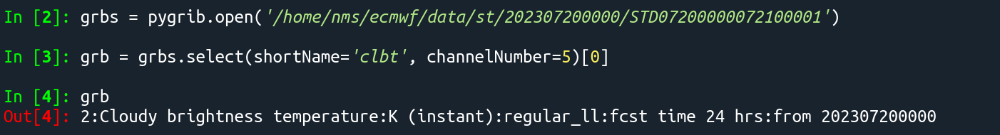 In [2]: grbs = pygrib.open('/home/nms/ecmwf/data/st/202307200000/STD07200000072100001')
In [3]: grb = grbs.select(shortName='clbt', channelNumber=5)[0]
In [4]: grb
Out[4]: 2:Cloudy brightness temperature:K (instant):regular_ll:fcst time 24 hrs:from 202307200000